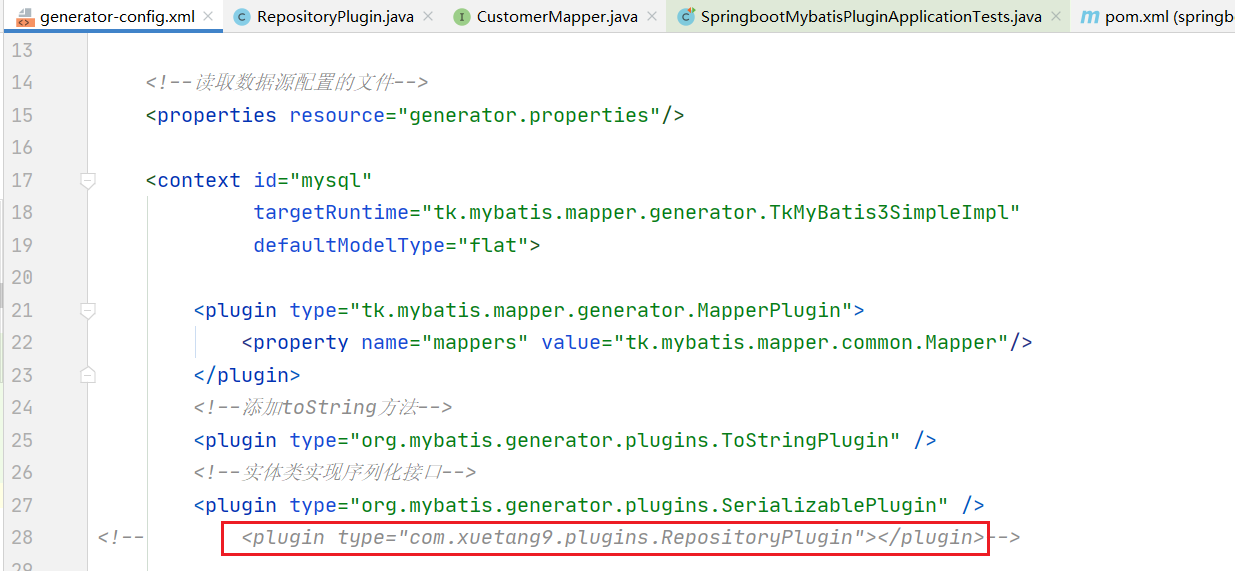 generator-config.xml RepositoryPlugin.java CustomerMapper.java SpringbootMybatisPluginApplicationTests.java pom.xml (springb
13
14 <!--读取数据源配置的文件-->
15 <properties resource="generator.properties"/>
16
17 <context id="mysql"
18 targetRuntime="tk.mybatis.mapper.generator.TkMyBatis3SimpleImpl"
19 defaultModelType="flat">
20
21 <plugin type="tk.mybatis.mapper.generator.MapperPlugin">
22 <property name="mappers" value="tk.mybatis.mapper.common.Mapper"/>
23 </plugin>
24 <!--添加toString方法-->
25 <plugin type="org.mybatis.generator.plugins.ToStringPlugin" />
26 <!--实体类实现序列化接口-->
27 <plugin type="org.mybatis.generator.plugins.SerializablePlugin" />
28 <!-- <plugin type="com.xuetang9.plugins.RepositoryPlugin"></plugin>-->